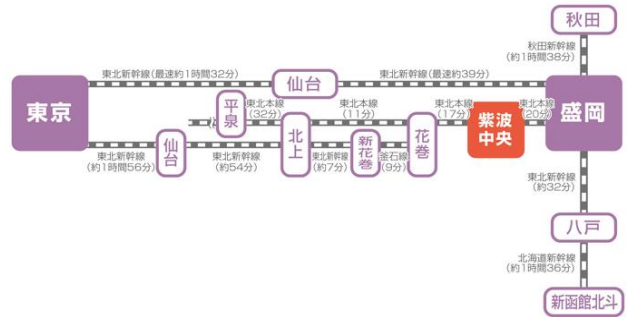 秋田
秋田新幹線
(約1時間38分)
東北新幹線(最速約1時間32分)
仙台
東北新幹線(最速約39分)
東京
平泉
東北本線
(32分)
北上
東北本線
(11分)
花巻
東北本線
(17分)
紫波
中央
東北本線
(20分)
盛岡
東北新幹線
(約1時間56分)
仙台
東北新幹線
(約54分)
東北新幹線
(約7分)
新花巻
釜石線
(9分)
東北新幹線
(約32分)
八戸
北海道新幹線
(約1時間36分)
新函館北斗